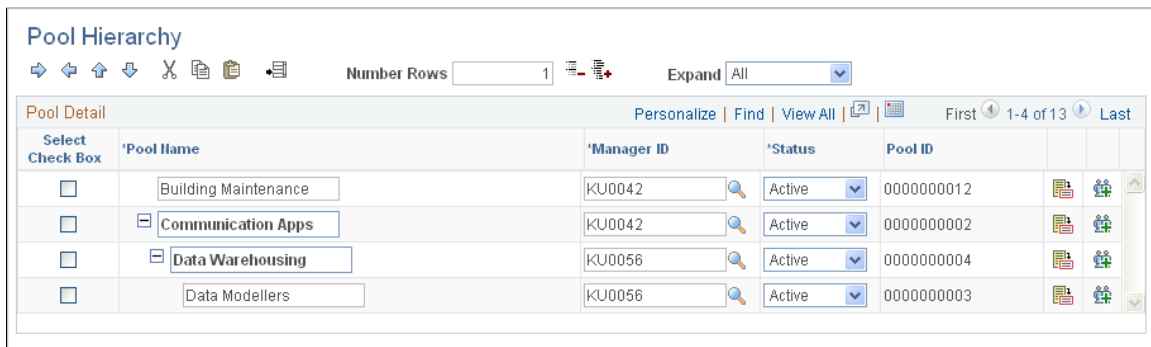 Pool Hierarchy
Number Rows 1 Expand All
Pool Detail Personalize | Find | View All | | First 1-4 of 13 Last
Select Check Box *Pool Name *Manager ID *Status Pool ID
Building Maintenance KU0042 Active 0000000012
Communication Apps KU0042 Active 0000000002
Data Warehousing KU0056 Active 0000000004
Data Modellers KU0056 Active 0000000003